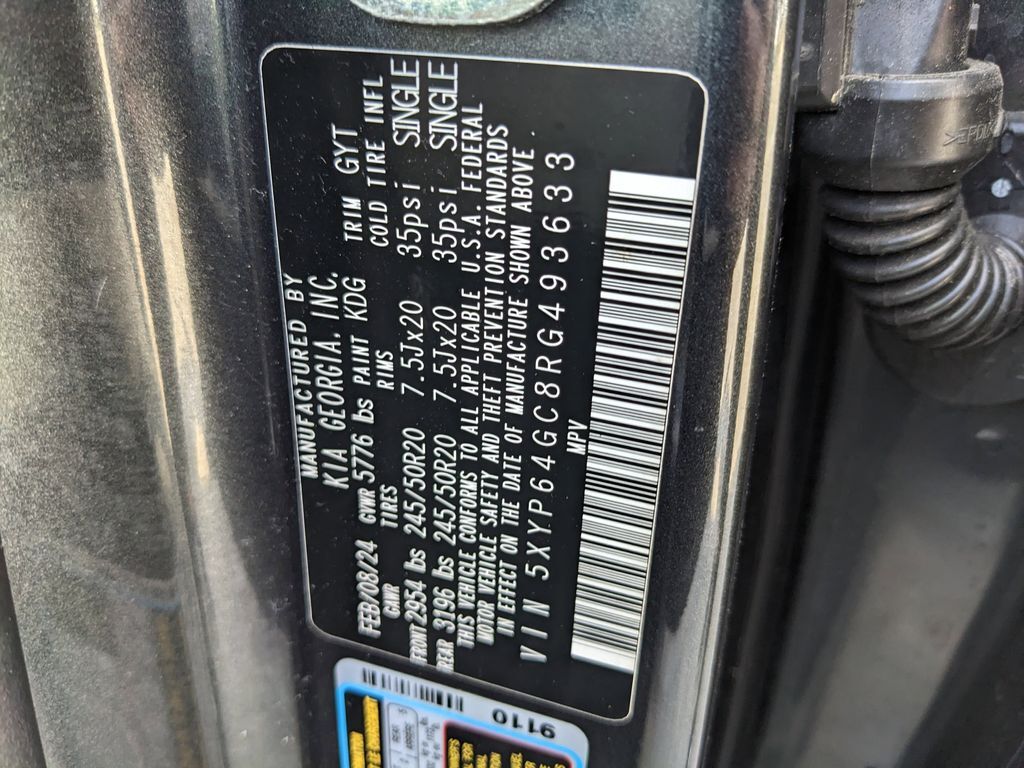 MANUFACTURED BY
KIA GEORGIA, INC.
FEB/08/24 GVWR 5776 lbs PAINT KDG TRIM GYT
GAWR TIRES RIMS COLD TIRE INFL
FRONT 2954 lbs 245/50R20 7.5Jx20 35psi SINGLE
REAR 3196 lbs 245/50R20 7.5Jx20 35psi SINGLE
THIS VEHICLE CONFORMS TO ALL APPLICABLE U.S.A. FEDERAL
MOTOR VEHICLE SAFETY AND THEFT PREVENTION STANDARDS
IN EFFECT ON THE DATE OF MANUFACTURE SHOWN ABOVE
VIN 5XYP64GC8RG493633
MPV
9110